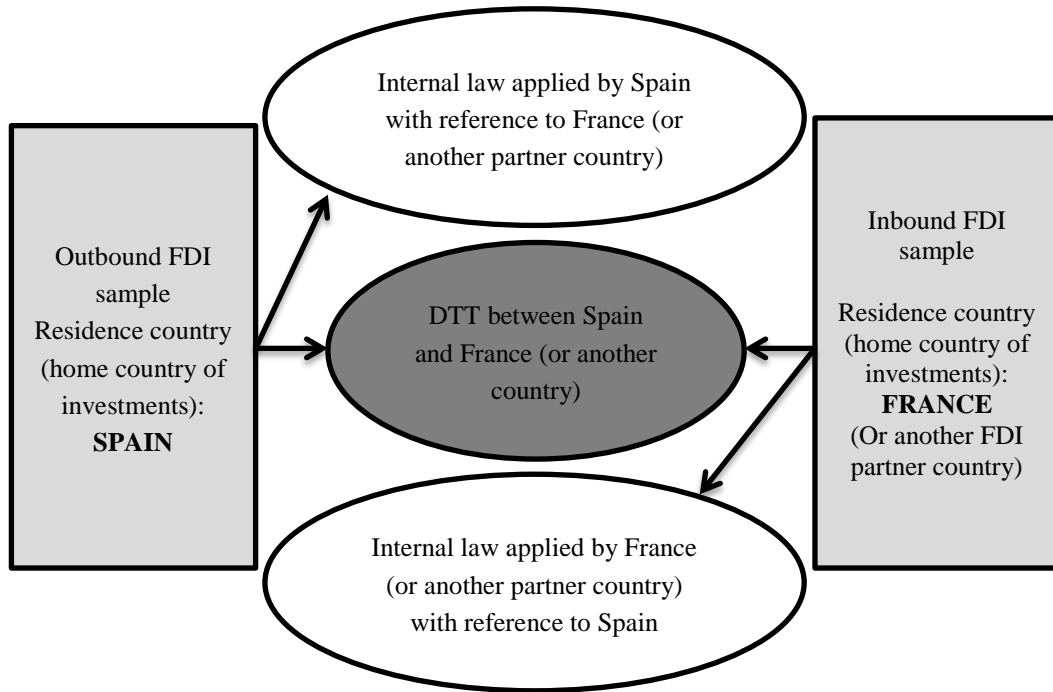 Internal law applied by Spain
with reference to France (or
another partner country)
Outbound FDI
sample
Residence country
(home country of
investments):
SPAIN
DTT between Spain
and France (or another
country)
Inbound FDI
sample
Residence country
(home country of
investments):
FRANCE
(Or another FDI
partner country)
Internal law applied by France
(or another partner country)
with reference to Spain